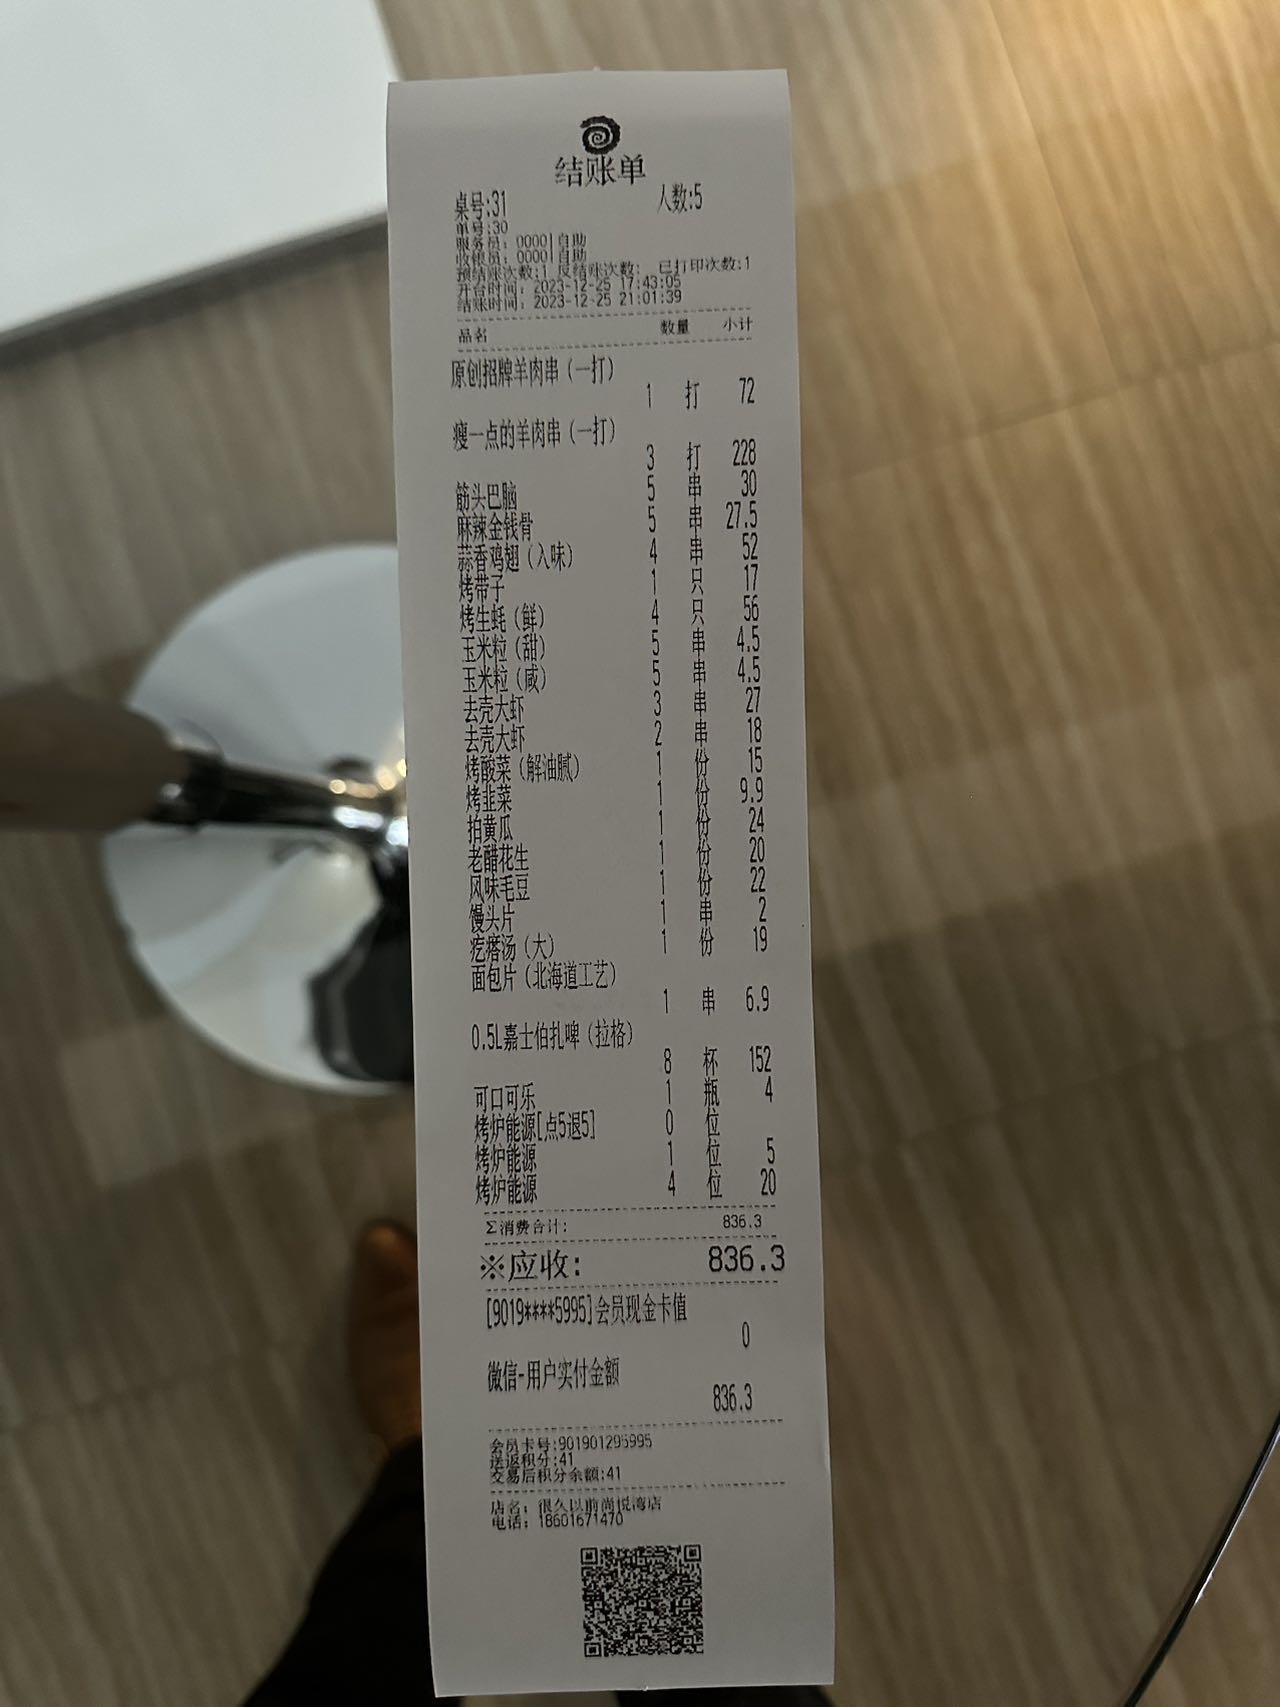 结账单
桌号:31 人数:5
单号:30
服务员: 0000|自助
收银员: 0000|自助
预结账次数:1 反结账次数: 已打印次数:1
开台时间: 2023-12-25 17:43:05
结账时间: 2023-12-25 21:01:39
品名 数量 小计
原创招牌羊肉串(一打)
1 打 72
瘦一点的羊肉串(一打)
3 打 228
筋头巴脑 5 串 30
麻辣金钱骨 5 串 27.5
蒜香鸡翅(入味) 4 串 52
烤带子 1 只 17
烤生蚝(鲜) 4 只 56
玉米粒(甜) 5 串 4.5
玉米粒(咸) 5 串 4.5
去壳大虾 3 串 27
去壳大虾 2 串 18
烤酸菜(解油腻) 1 份 15
烤韭菜 1 份 9.9
拍黄瓜 1 份 24
老醋花生 1 份 20
风味毛豆 1 份 22
馒头片 1 串 2
疙瘩汤(大) 1 份 19
面包片(北海道工艺)
1 串 6.9
0.5L嘉士伯扎啤(拉格)
8 杯 152
可口可乐 1 瓶 4
烤炉能源[点5退5] 0 位
烤炉能源 1 位 5
烤炉能源 4 位 20
Σ消费合计: 836.3
※应收: 836.3
[9019****5995]会员现金卡值
0
微信-用户实付金额
836.3
会员卡号:901901295995
送返积分:41
交易后积分余额:41
店名: 很久以前尚悦湾店
电话: 18601671470